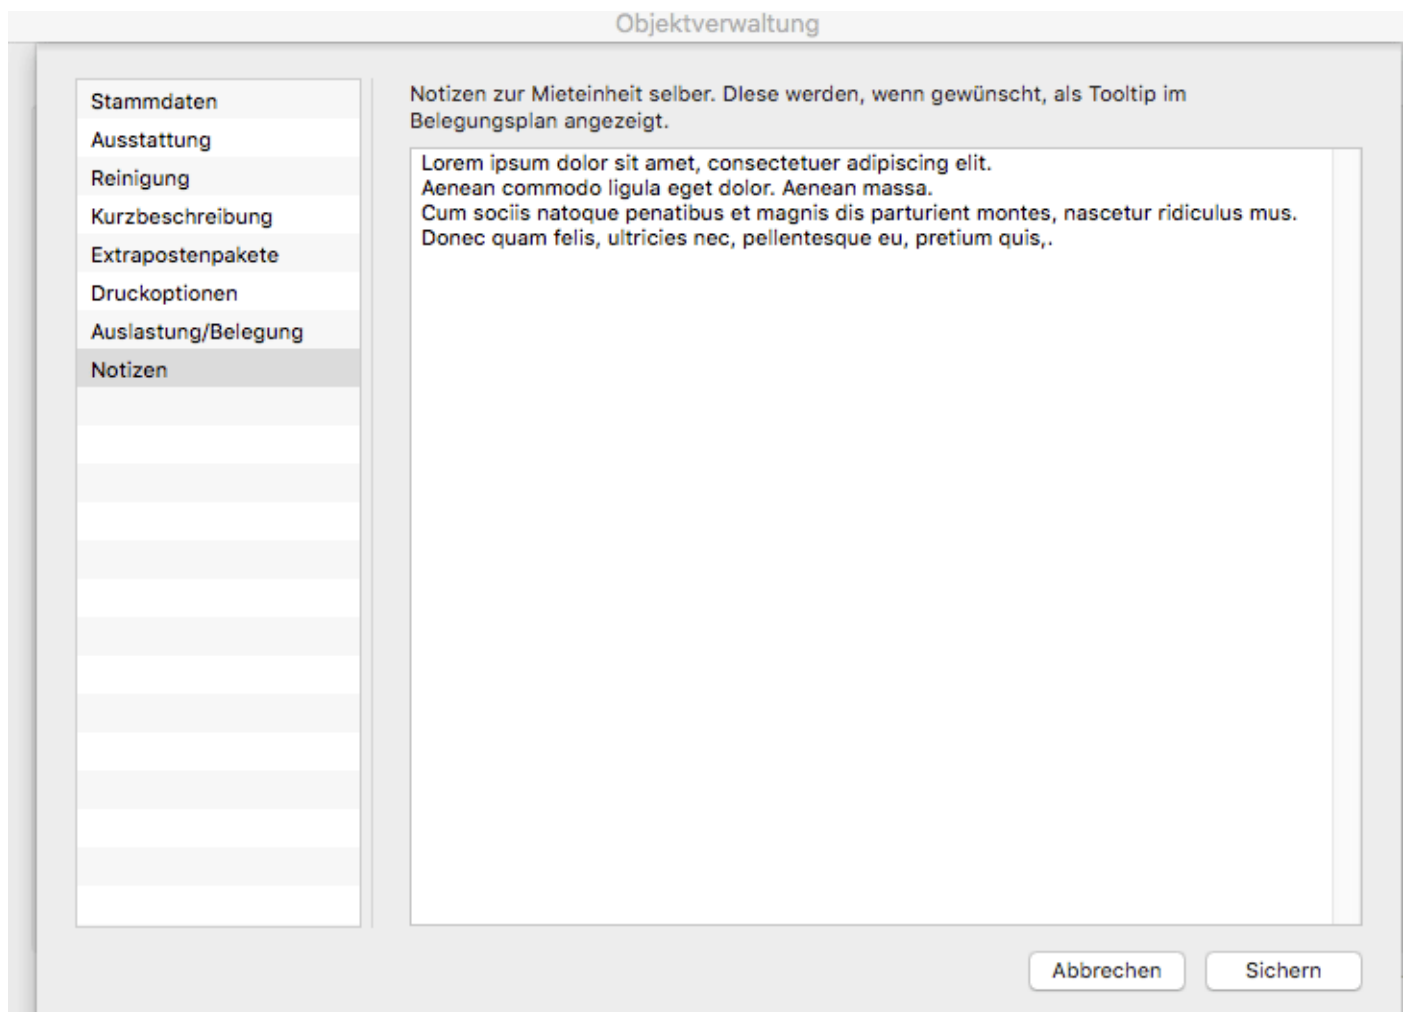 Objektverwaltung
Stammdaten
Ausstattung
Reinigung
Kurzbeschreibung
Extrapostenpakete
Druckoptionen
Auslastung/Belegung
Notizen
Notizen zur Mieteinheit selber. DIese werden, wenn gewünscht, als Tooltip im
Belegungsplan angezeigt.
Lorem ipsum dolor sit amet, consectetuer adipiscing elit.
Aenean commodo ligula eget dolor. Aenean massa.
Cum sociis natoque penatibus et magnis dis parturient montes, nascetur ridiculus mus.
Donec quam felis, ultricies nec, pellentesque eu, pretium quis,.
Abbrechen
Sichern